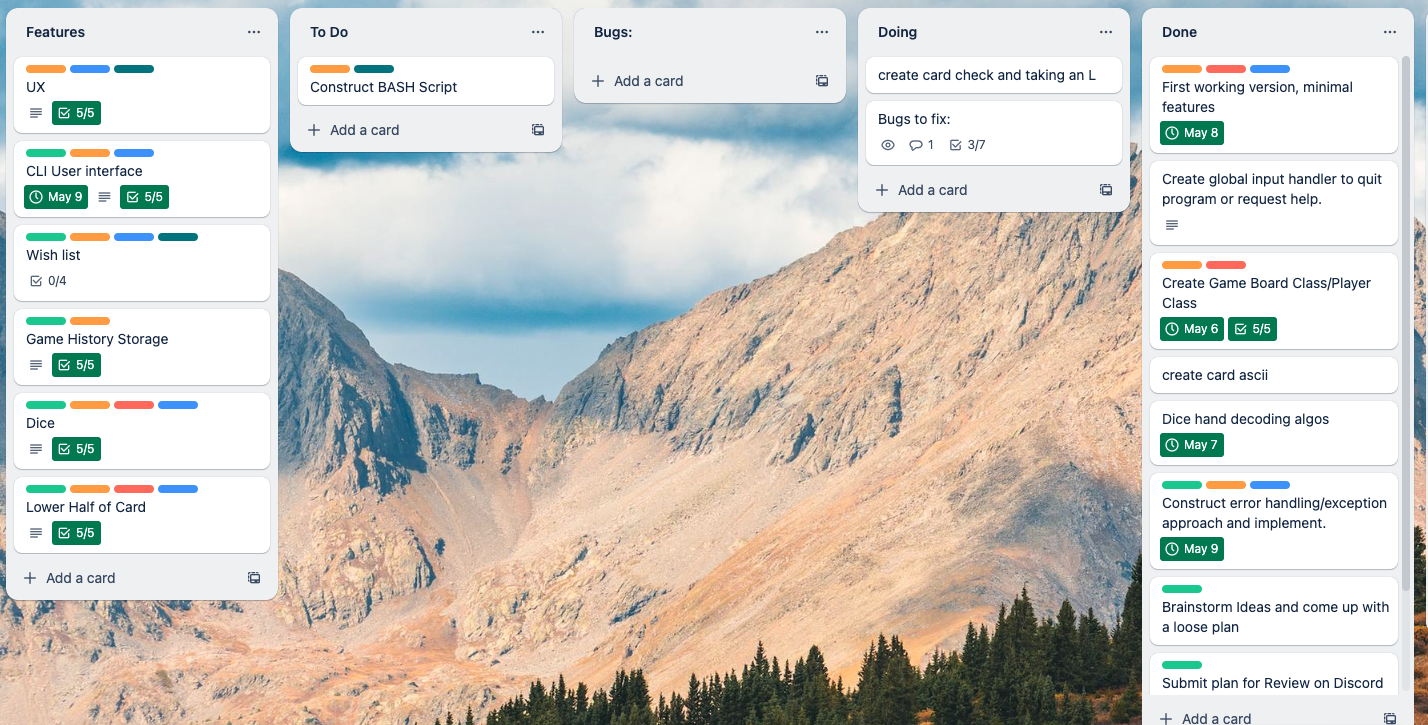 Features
UX
5/5
CLI User interface
May 9
5/5
Wish list
0/4
Game History Storage
5/5
Dice
5/5
Lower Half of Card
5/5
Add a card
To Do
Construct BASH Script
Add a card
Bugs:
Add a card
Doing
create card check and taking an L
Bugs to fix:
1
3/7
Add a card
Done
First working version, minimal
features
May 8
Create global input handler to quit
program or request help.
Create Game Board Class/Player
Class
May 6
5/5
create card ascii
Dice hand decoding algos
May 7
Construct error handling/exception
approach and implement.
May 9
Brainstorm Ideas and come up with
a loose plan
Submit plan for Review on Discord
Add a card